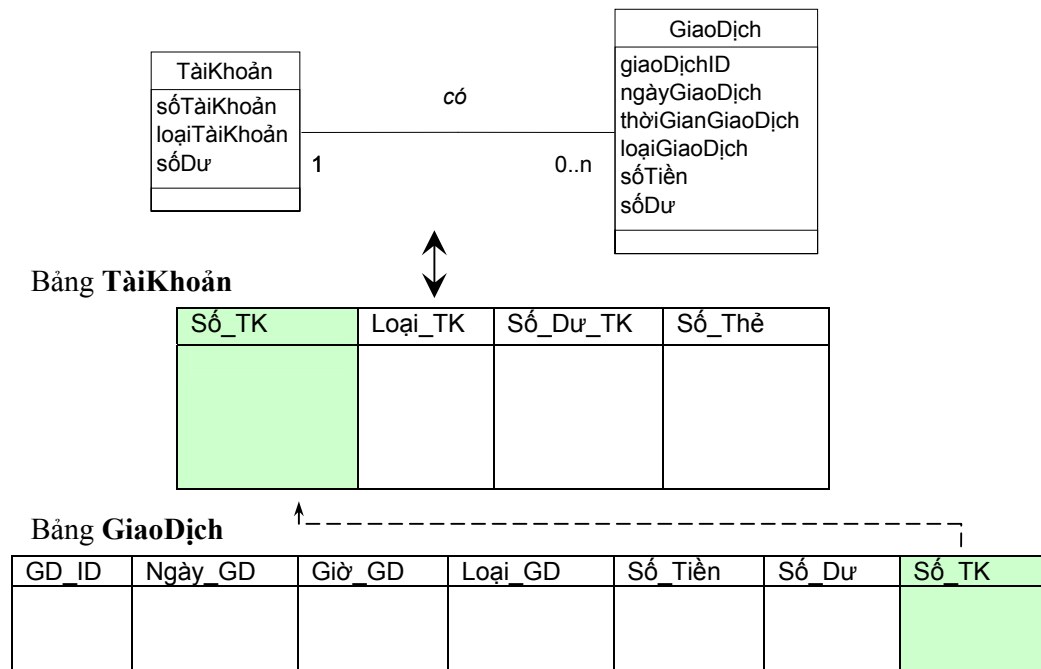 TàiKhoản
sốTàiKhoản
loạiTàiKhoản
sốDư
có
1
0..n
GiaoDịch
giaoDịchID
ngàyGiaoDịch
thờiGianGiaoDịch
loạiGiaoDịch
sốTiền
sốDư
Bảng TàiKhoản
Số_TK Loại_TK Số_Dư_TK Số_Thẻ
Bảng GiaoDịch
GD_ID Ngày_GD Giờ_GD Loại_GD Số_Tiền Số_Dư Số_TK